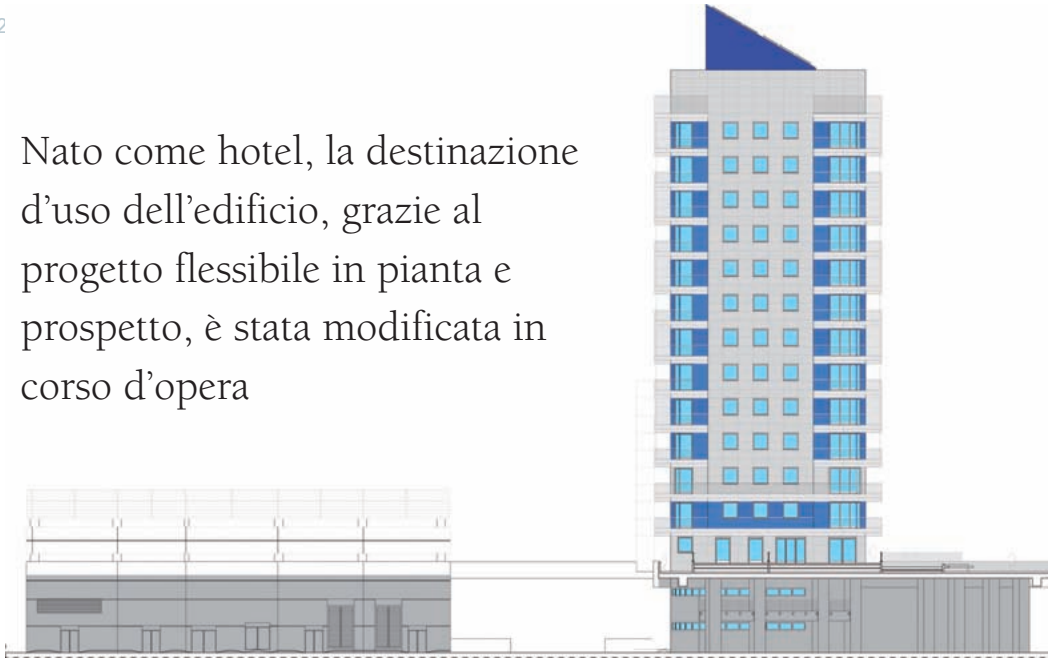 2
Nato come hotel, la destinazione
d’uso dell’edificio, grazie al
progetto flessibile in pianta e
prospetto, è stata modificata in
corso d’opera